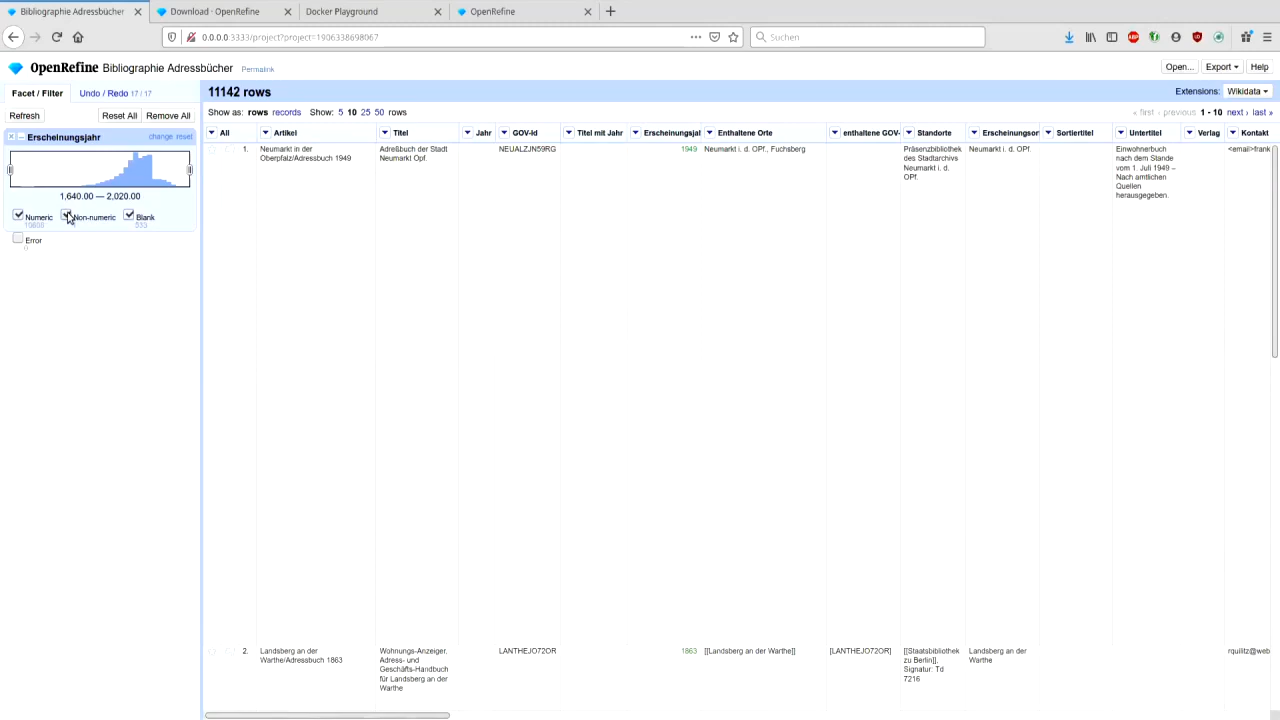 Bibliographie Adressbücher
Download - OpenRefine
Docker Playground
OpenRefine
0.0.0.0:3333/project?project=1906338698067
Suchen
OpenRefine Bibliographie Adressbücher Permalink
Open... Export Help
Facet / Filter Undo / Redo 17 / 17
11142 rows
Extensions: Wikidata
Refresh Reset All Remove All
Show as: rows records Show: 5 10 25 50 rows
« first ‹ previous 1 - 10 next › last »
Erscheinungsjahr change reset
1,640.00 — 2,020.00
Numeric Non-numeric Blank
533
Error
0
All Artikel Titel Jahr GOV-Id Titel mit Jahr Erscheinungsjal Enthaltene Orte enthaltene GOV- Standorte Erscheinungsor Sortiertitel Untertitel Verlag Kontakt
1. Neumarkt in der Adreßbuch der Stadt NEUALZJN59RG 1949 Neumarkt i. d. OPf., Fuchsberg Präsenzbibliothek Neumarkt i. d. OPf. Einwohnerbuch <email>frank
Oberpfalz/Adressbuch 1949 Neumarkt Opf. des Stadtarchivs nach dem Stande
Neumarkt i. d. vom 1. Juli 1949 –
OPf. Nach amtlichen
Quellen
herausgegeben.
2. Landsberg an der Wohnungs-Anzeiger, LANTHEJO72OR 1863 [[Landsberg an der Warthe]] [LANTHEJO72OR] [[Staatsbibliothek Landsberg an der rquilitz@web
Warthe/Adressbuch 1863 Adress- und zu Berlin]], Warthe
Geschäfts-Handbuch Signatur: Td
für Landsberg an der 7216
Warthe